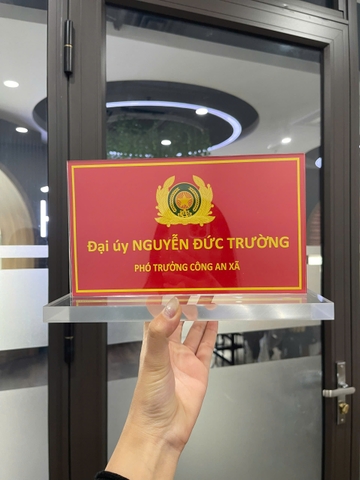 Đại úy NGUYỄN ĐỨC TRƯỜNG
PHÓ TRƯỞNG CÔNG AN XÃ